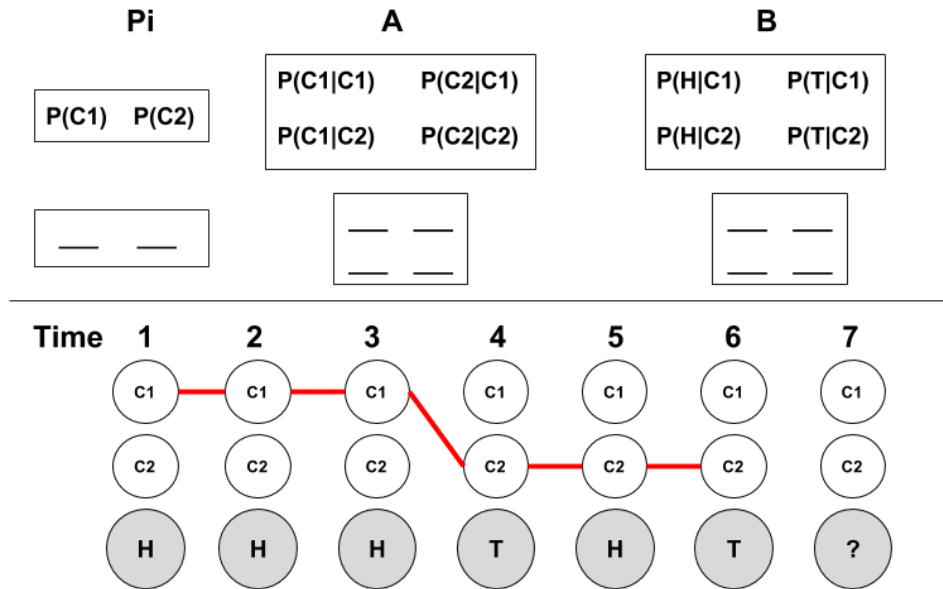 Pi A B
P(C1) P(C2)
P(C1|C1) P(C2|C1)
P(C1|C2) P(C2|C2)
P(H|C1) P(T|C1)
P(H|C2) P(T|C2)
Time 1 2 3 4 5 6 7
C1 C1 C1 C1 C1 C1 C1
C2 C2 C2 C2 C2 C2 C2
H H H T H T ?